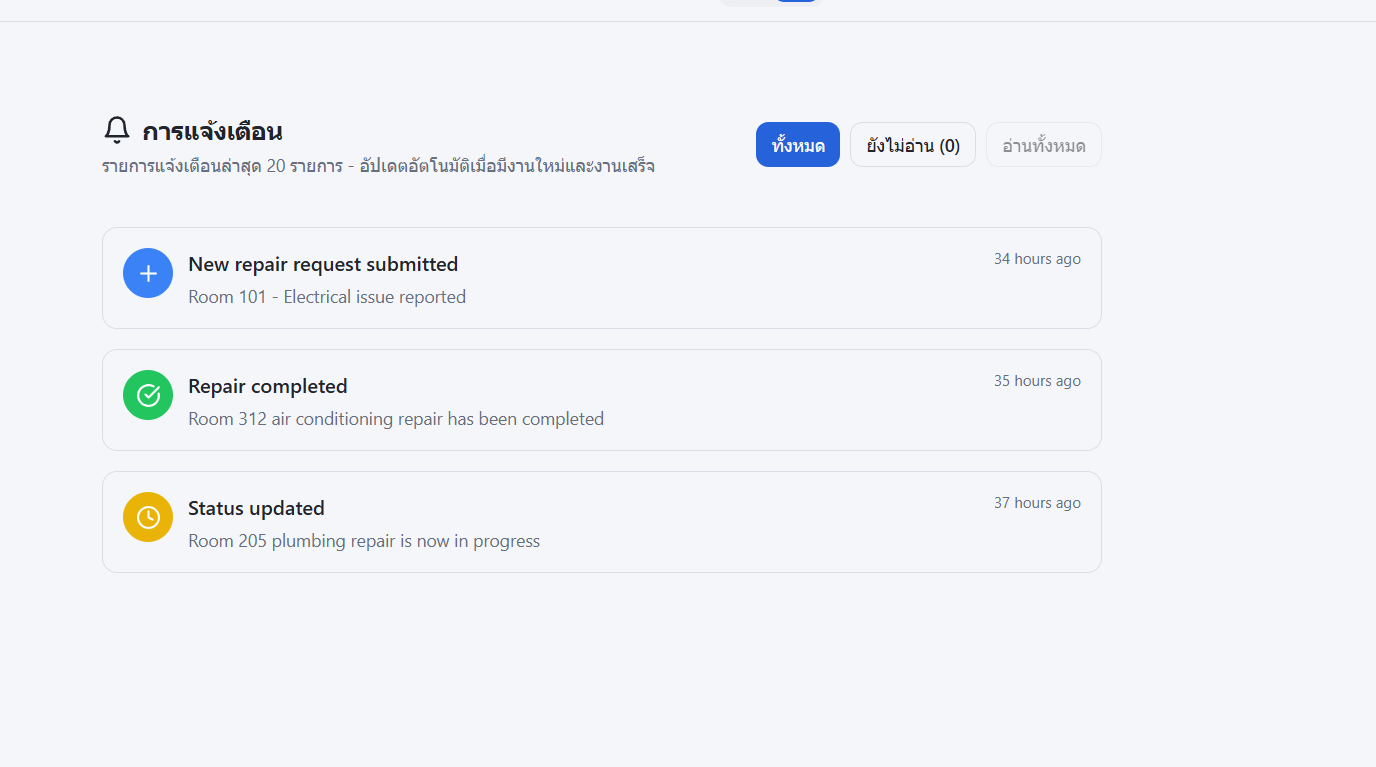 การแจ้งเตือน
รายการแจ้งเตือนล่าสุด 20 รายการ - อัปเดตอัตโนมัติเมื่อมีงานใหม่และงานเสร็จ
ทั้งหมด
ยังไม่อ่าน (0)
อ่านทั้งหมด
New repair request submitted
34 hours ago
Room 101 - Electrical issue reported
Repair completed
35 hours ago
Room 312 air conditioning repair has been completed
Status updated
37 hours ago
Room 205 plumbing repair is now in progress